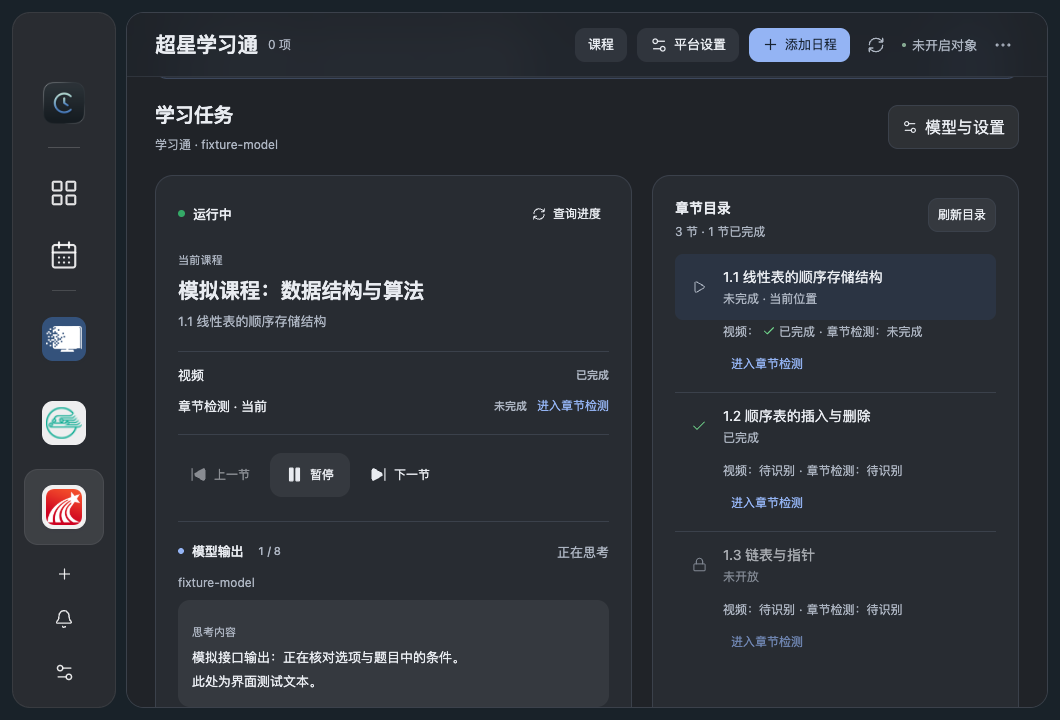 超星学习通 0 项
课程
平台设置
添加日程
未开启对象
学习任务
学习通 · fixture-model
模型与设置
运行中
查询进度
当前课程
模拟课程：数据结构与算法
1.1 线性表的顺序存储结构
视频 已完成
章节检测 · 当前 未完成 进入章节检测
上一节 暂停 下一节
模型输出 1 / 8 正在思考
fixture-model
思考内容
模拟接口输出：正在核对选项与题目中的条件。
此处为界面测试文本。
章节目录
3 节 · 1 节已完成
刷新目录
1.1 线性表的顺序存储结构
未完成 · 当前位置
视频： ✓ 已完成 · 章节检测：未完成
进入章节检测
1.2 顺序表的插入与删除
已完成
视频：待识别 · 章节检测：待识别
进入章节检测
1.3 链表与指针
未开放
视频：待识别 · 章节检测：待识别
进入章节检测